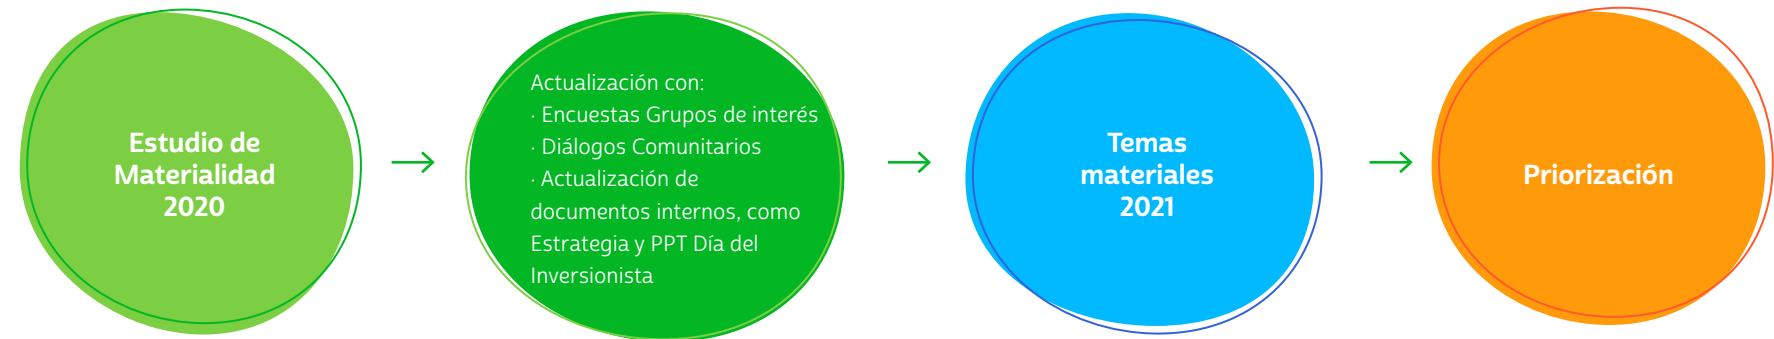 Estudio de
Materialidad
2020
Actualización con:
· Encuestas Grupos de interés
· Diálogos Comunitarios
· Actualización de
documentos internos, como
Estrategia y PPT Día del
Inversionista
Temas
materiales
2021
Priorización